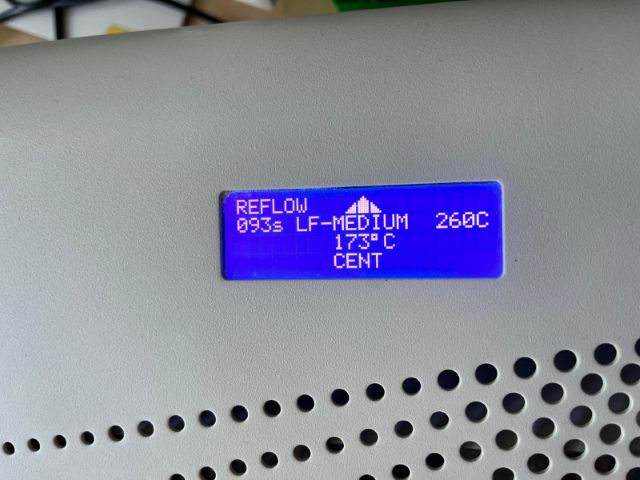 REFLOW
093s LF-MEDIUM 260C
173°C
CENT